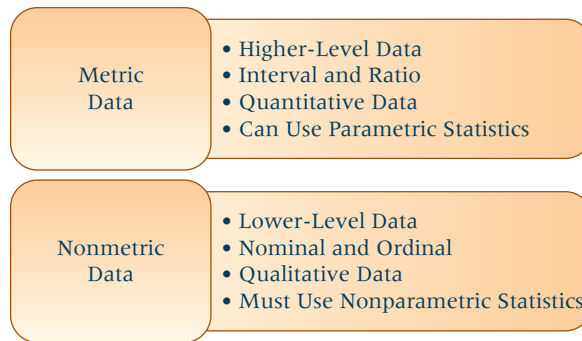 Metric
Data
• Higher-Level Data
• Interval and Ratio
• Quantitative Data
• Can Use Parametric Statistics
Nonmetric
Data
• Lower-Level Data
• Nominal and Ordinal
• Qualitative Data
• Must Use Nonparametric Statistics